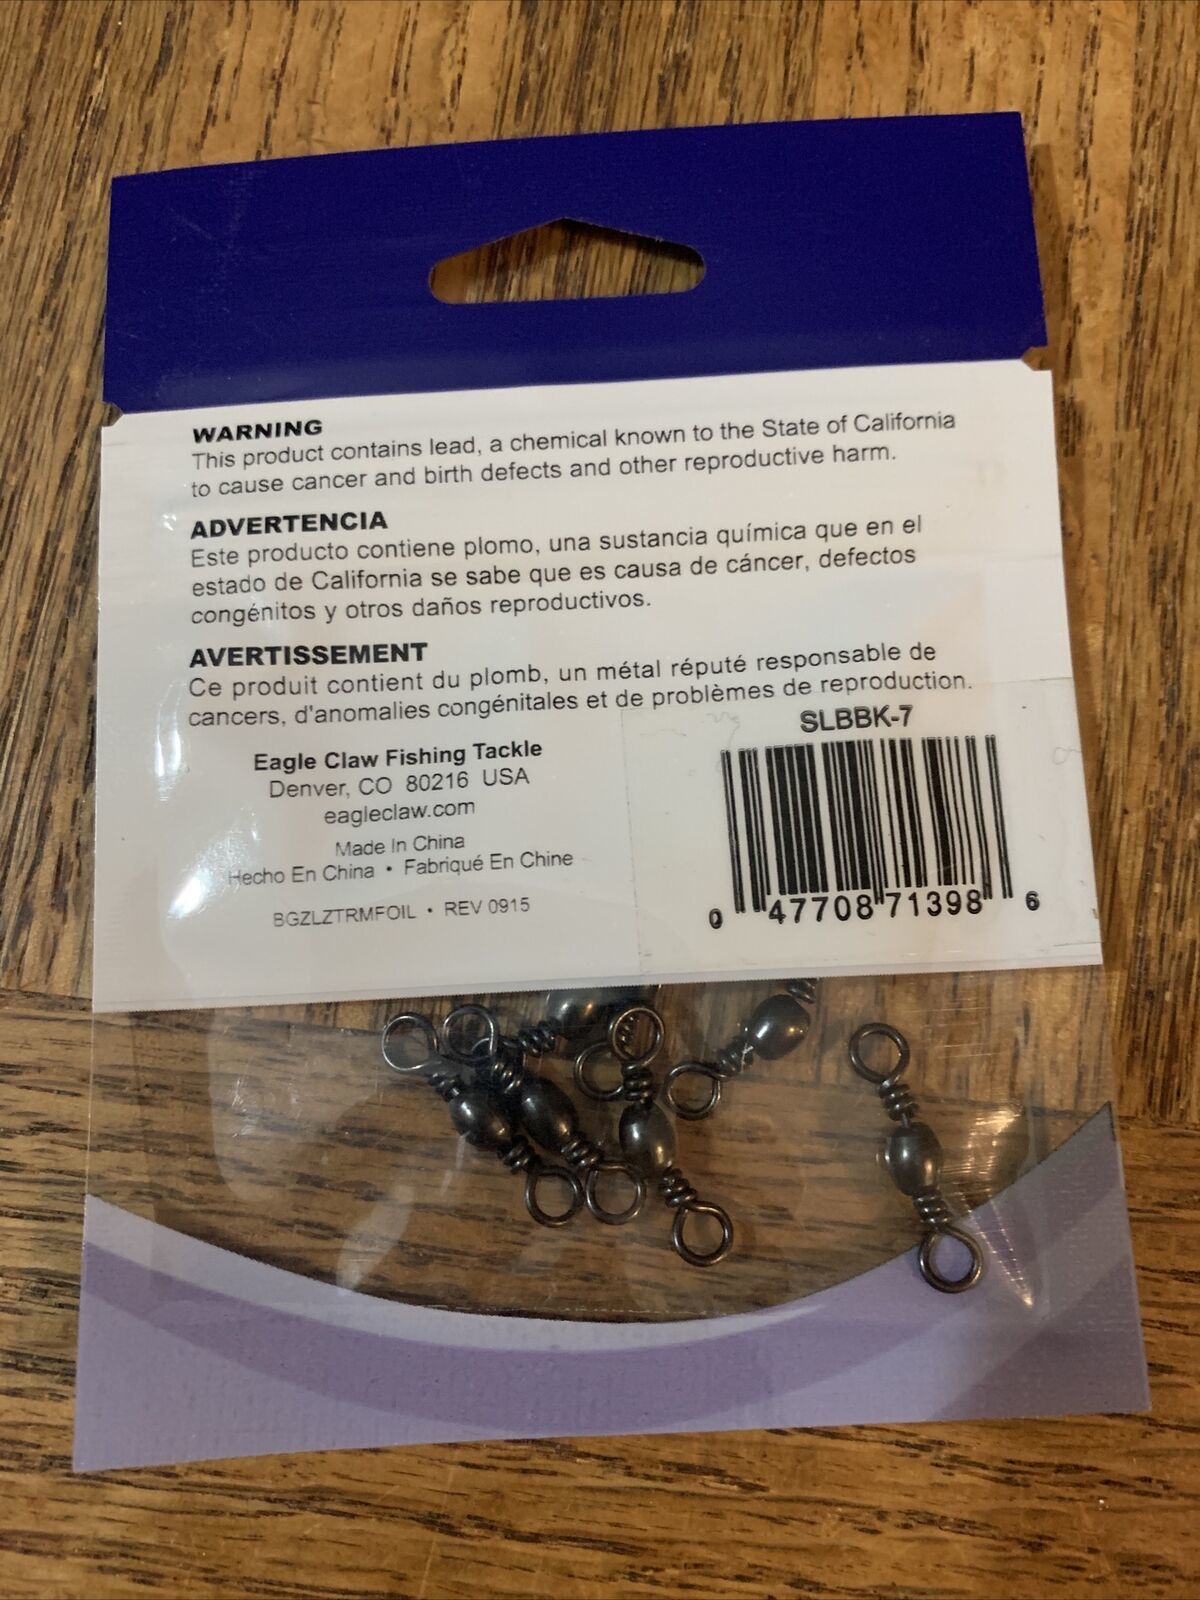 WARNING
This product contains lead, a chemical known to the State of California
to cause cancer and birth defects and other reproductive harm.
ADVERTENCIA
Este producto contiene plomo, una sustancia química que en el
estado de California se sabe que es causa de cáncer, defectos
congénitos y otros daños reproductivos.
AVERTISSEMENT
Ce produit contient du plomb, un métal réputé responsable de
cancers, d'anomalies congénitales et de problèmes de reproduction.
Eagle Claw Fishing Tackle
Denver, CO 80216 USA
eagleclaw.com
Made In China
Hecho En China • Fabriqué En Chine
BGZLZTRMFOIL • REV 0915
SLBBK-7
0 47708 71398 6